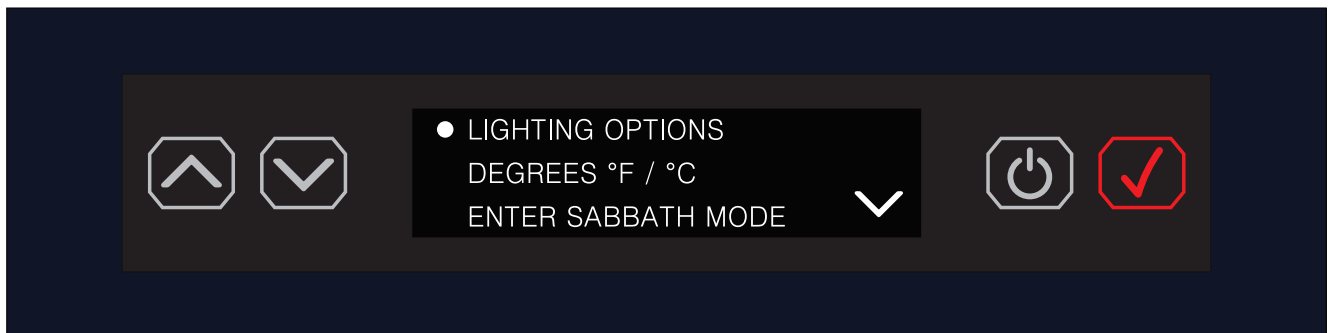 LIGHTING OPTIONS
DEGREES °F / °C
ENTER SABBATH MODE